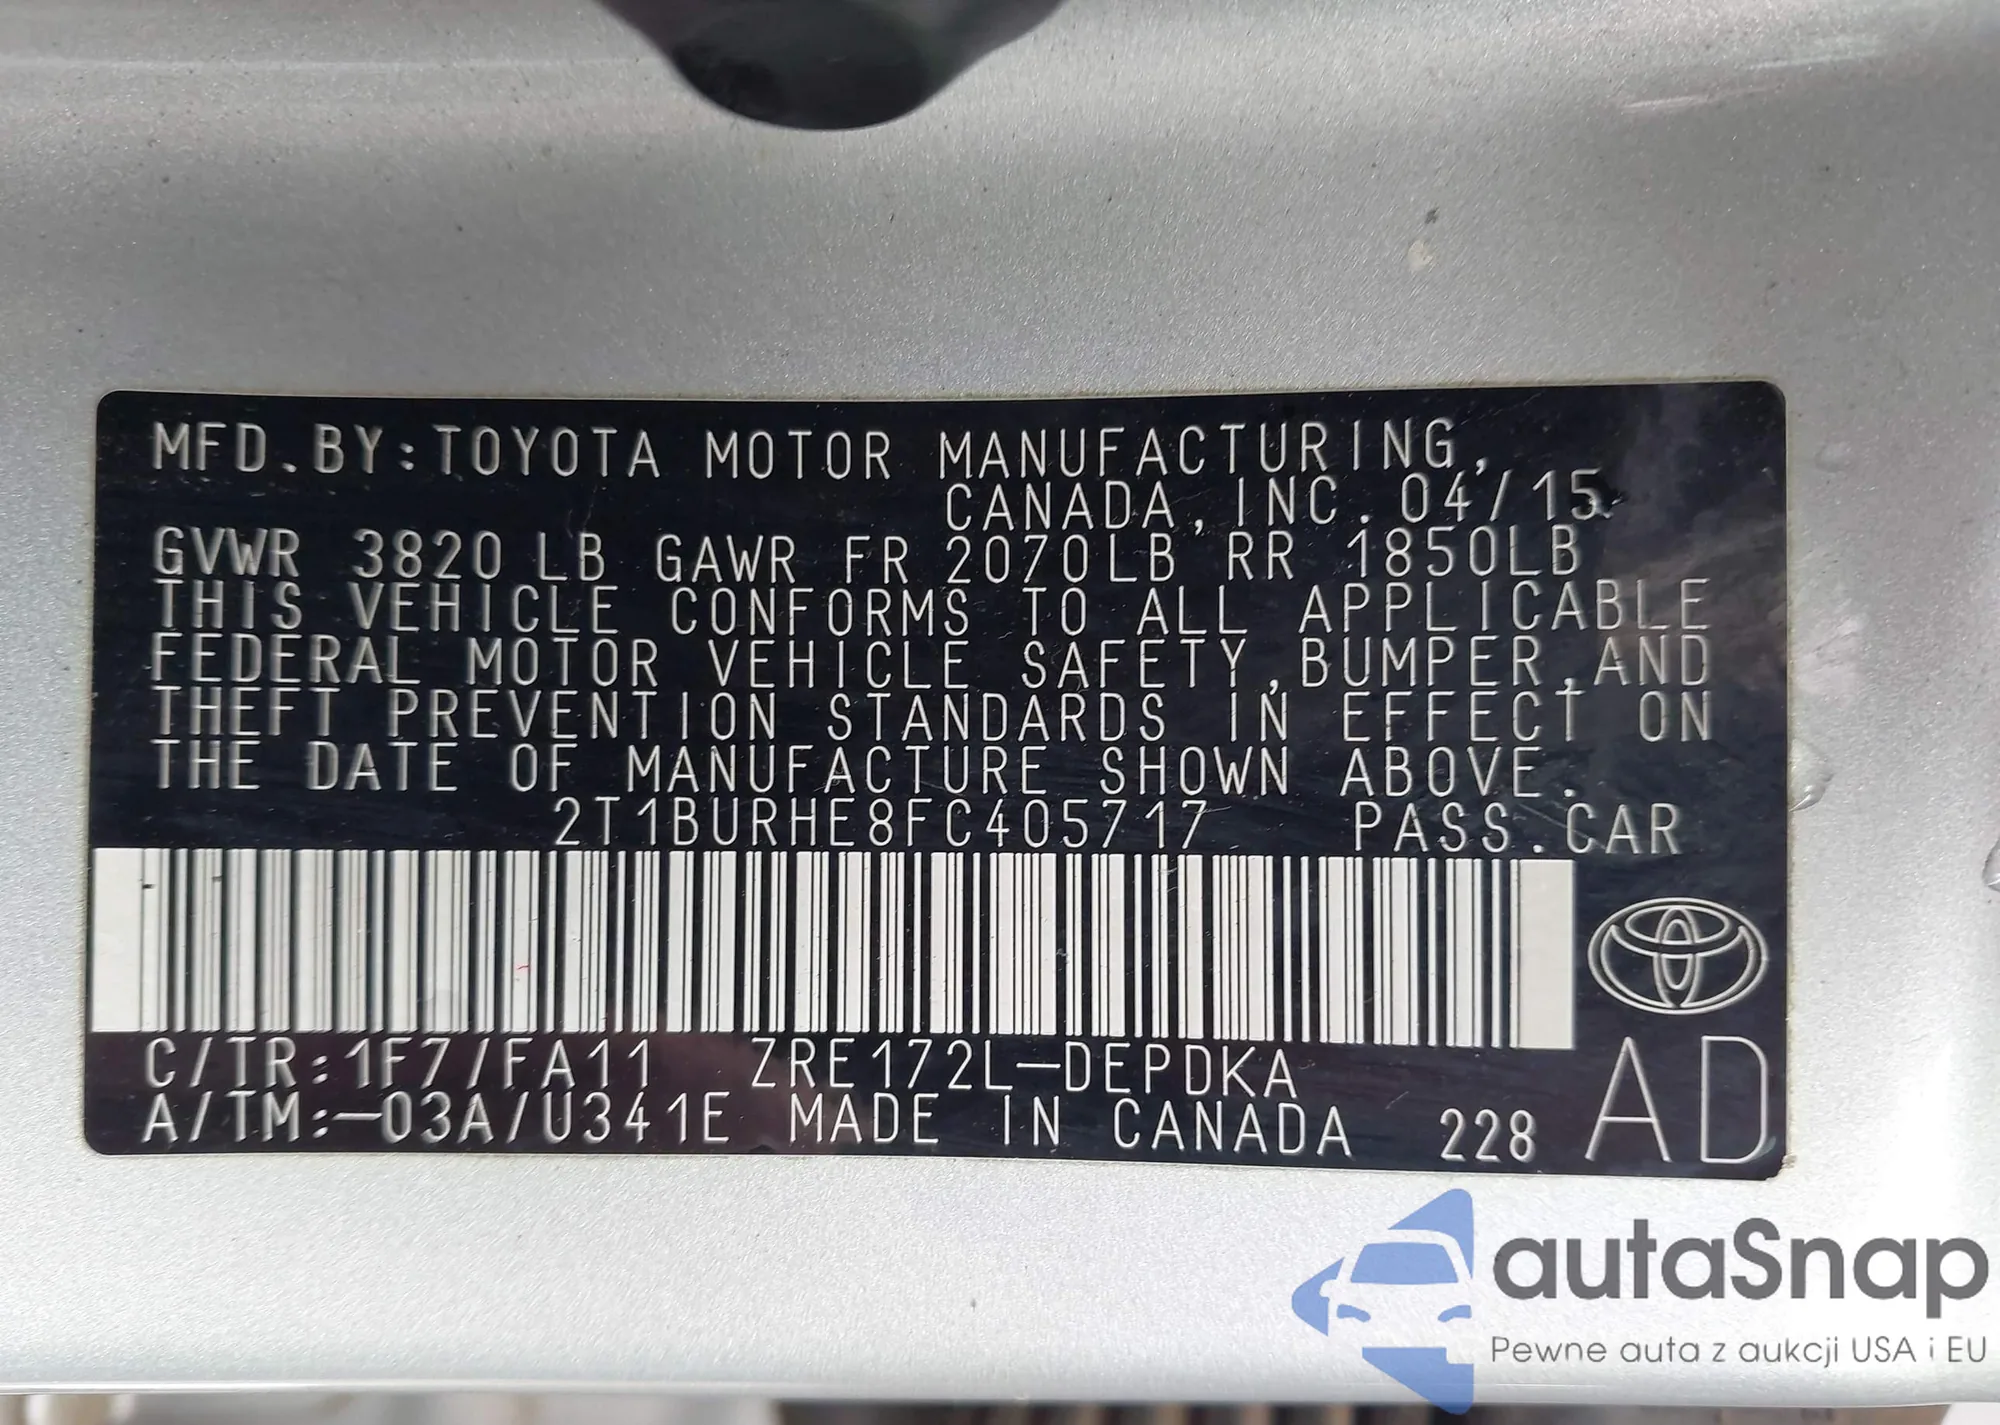 MFD.BY:TOYOTA MOTOR MANUFACTURING,
CANADA,INC.04/15
GVWR 3820 LB GAWR FR 2070LB RR 1850LB
THIS VEHICLE CONFORMS TO ALL APPLICABLE
FEDERAL MOTOR VEHICLE SAFETY,BUMPER,AND
THEFT PREVENTION STANDARDS IN EFFECT ON
THE DATE OF MANUFACTURE SHOWN ABOVE.
2T1BURHE8FC405717 PASS.CAR
C/TR:1F7/FA11 ZRE172L-DEPDKA
A/TM:-03A/U341E MADE IN CANADA 228 AD
autaSnap
Pewne auta z aukcji USA i EU